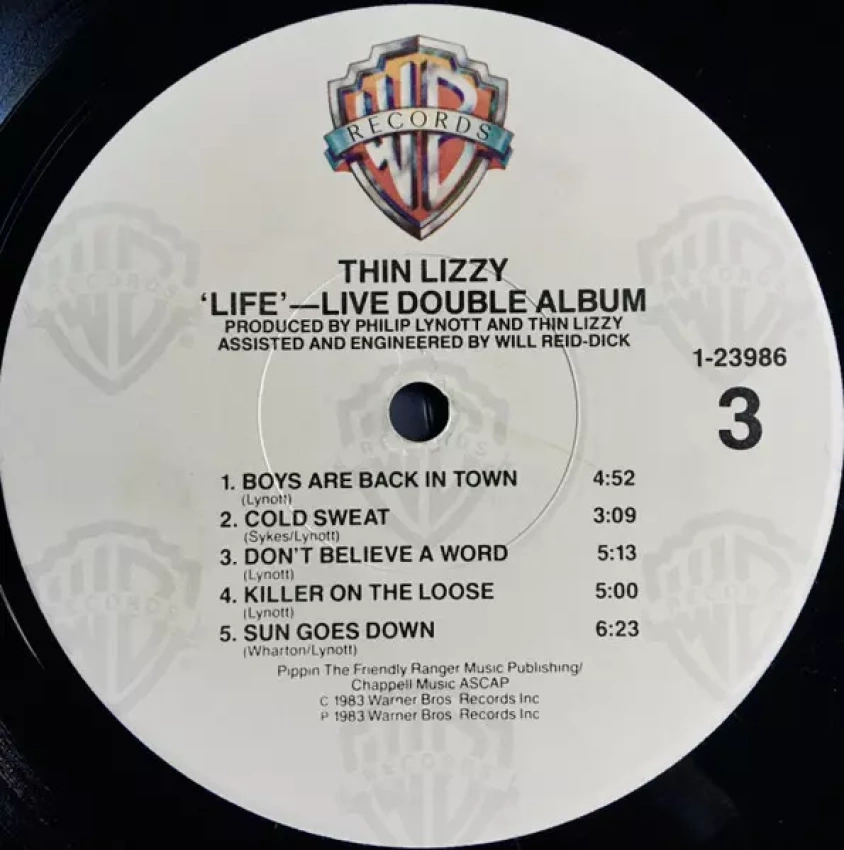 WB
RECORDS
THIN LIZZY
'LIFE'—LIVE DOUBLE ALBUM
PRODUCED BY PHILIP LYNOTT AND THIN LIZZY
ASSISTED AND ENGINEERED BY WILL REID-DICK
1-23986
3
1. BOYS ARE BACK IN TOWN 4:52
(Lynott)
2. COLD SWEAT 3:09
(Sykes/Lynott)
3. DON'T BELIEVE A WORD 5:13
(Lynott)
4. KILLER ON THE LOOSE 5:00
(Lynott)
5. SUN GOES DOWN 6:23
(Wharton/Lynott)
Pippin The Friendly Ranger Music Publishing/
Chappell Music ASCAP
C 1983 Warner Bros Records Inc
P 1983 Warner Bros Records Inc